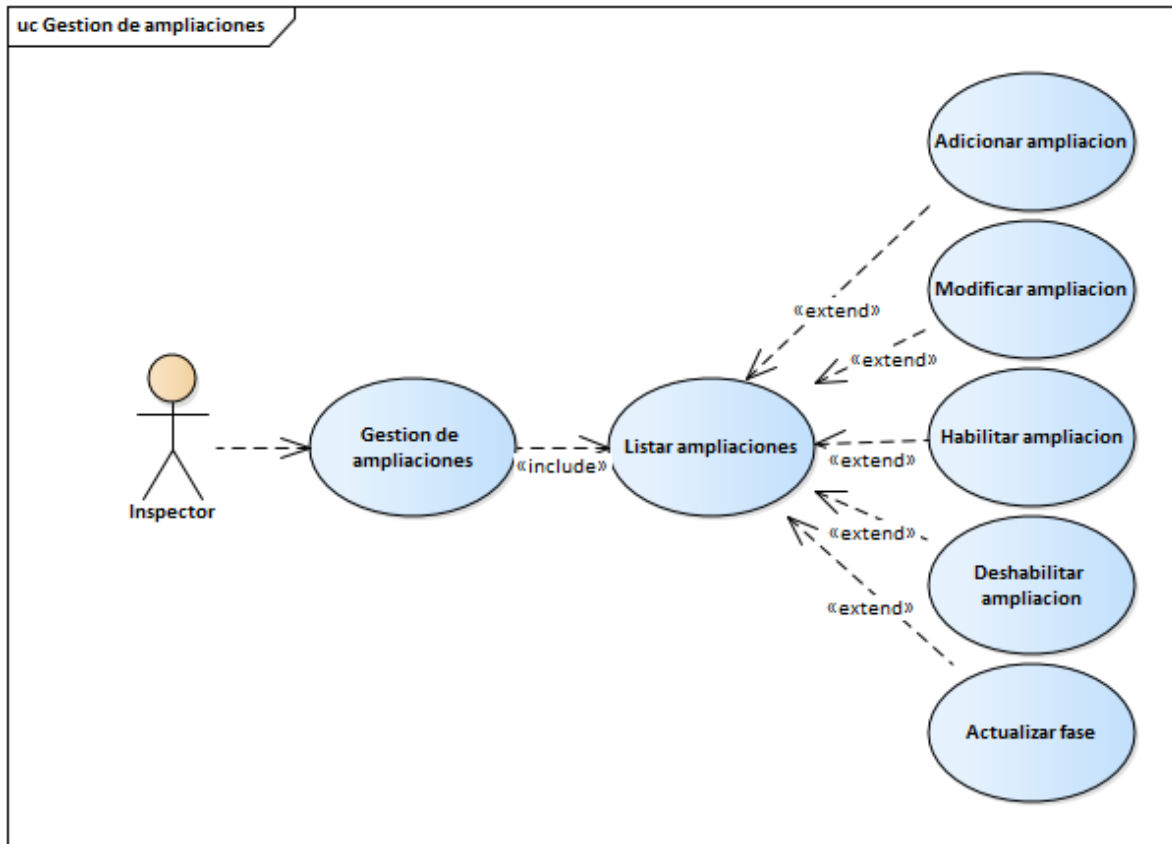 uc Gestion de ampliaciones
Adicionar ampliacion
Modificar ampliacion
«extend»
«extend»
Habilitar ampliacion
«extend»
Gestion de
ampliaciones
«include»
Listar ampliaciones
Inspector
«extend»
Deshabilitar
ampliacion
«extend»
Actualizar fase